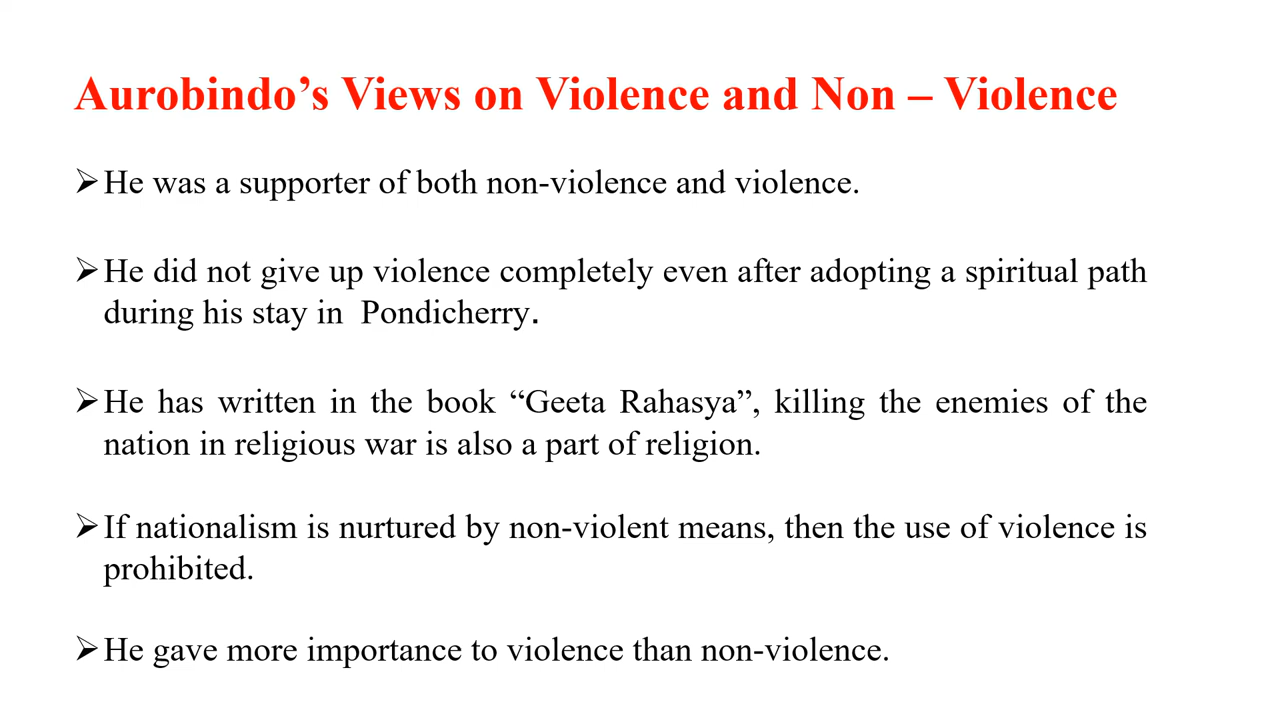 Aurobindo’s Views on Violence and Non – Violence
➢He was a supporter of both non-violence and violence.
➢He did not give up violence completely even after adopting a spiritual path
during his stay in  Pondicherry.
➢He has written in the book “Geeta Rahasya”, killing the enemies of the
nation in religious war is also a part of religion.
➢If nationalism is nurtured by non-violent means, then the use of violence is
prohibited.
➢He gave more importance to violence than non-violence.